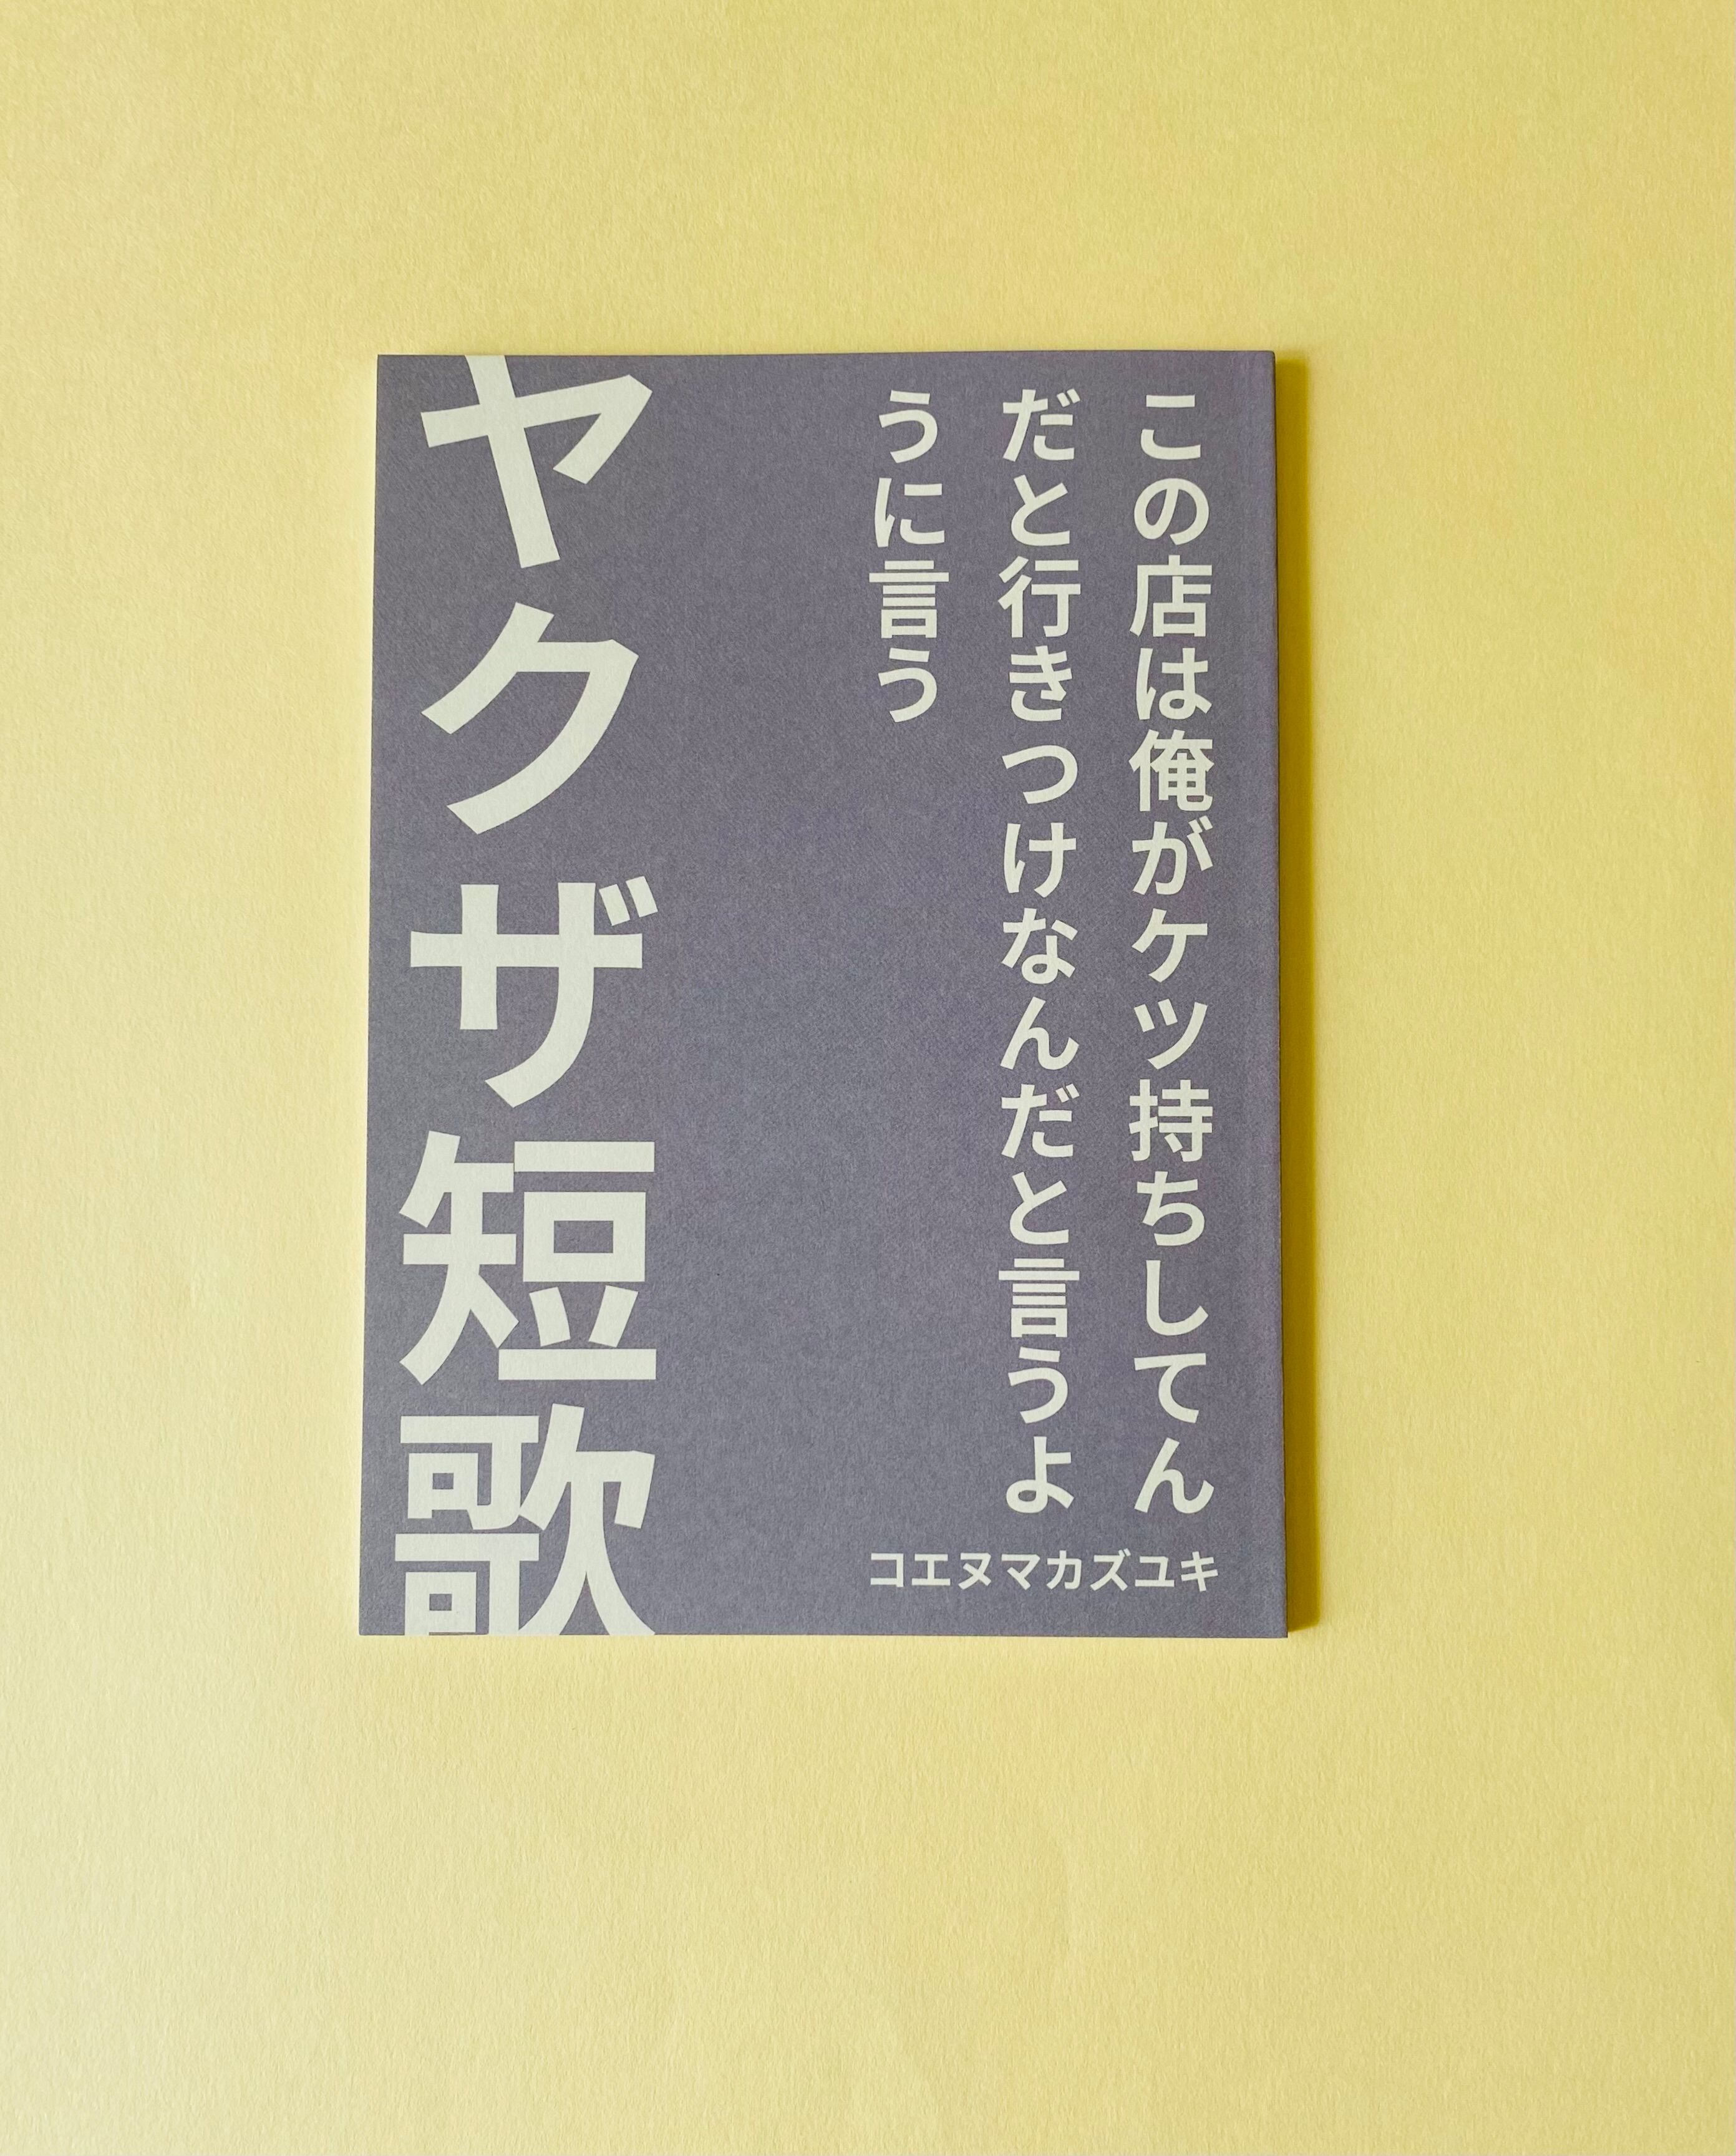 この店は俺がケツ持ちしてん
だと行きつけなんだと言うよ
うに言う
ヤクザ短歌
コエヌマカズユキ